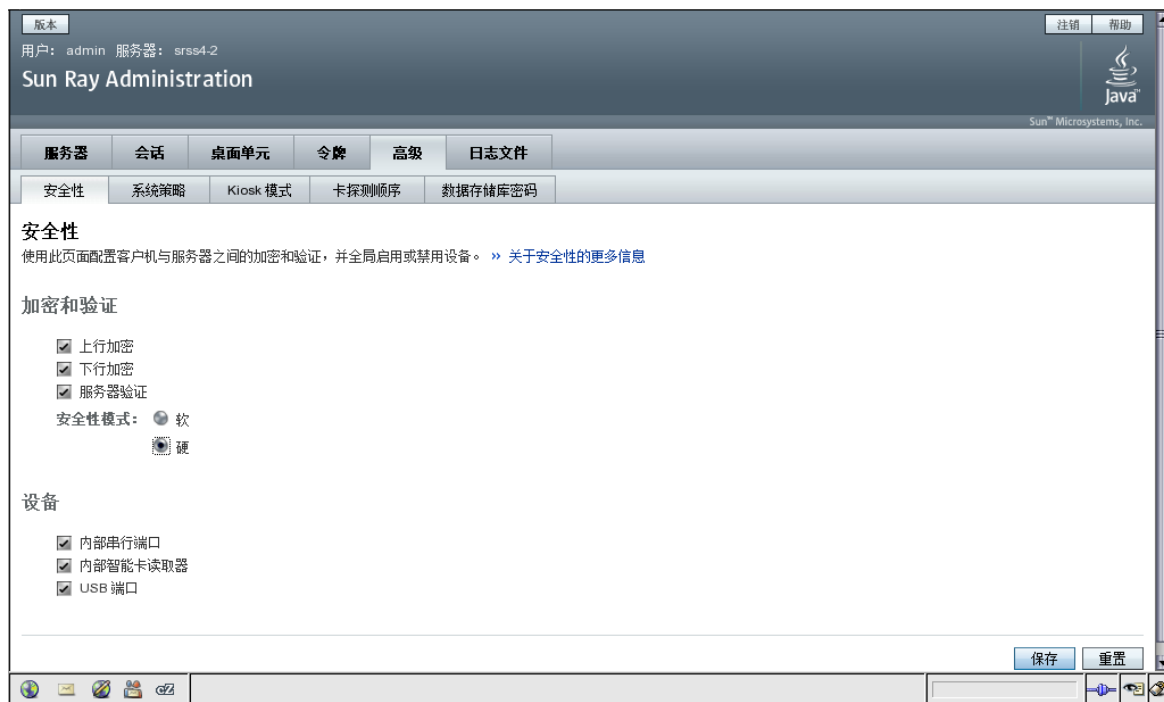 版本 注销 帮助
用户: admin 服务器: srss4-2
Sun Ray Administration
Java™
Sun™ Microsystems, Inc.
服务器 会话 桌面单元 令牌 高级 日志文件
安全性 系统策略 Kiosk 模式 卡探测顺序 数据存储库密码
安全性
使用此页面配置客户机与服务器之间的加密和验证，并全局启用或禁用设备。 » 关于安全性的更多信息
加密和验证
上行加密
下行加密
服务器验证
安全性模式: 软
硬
设备
内部串行端口
内部智能卡读取器
USB 端口
保存 重置